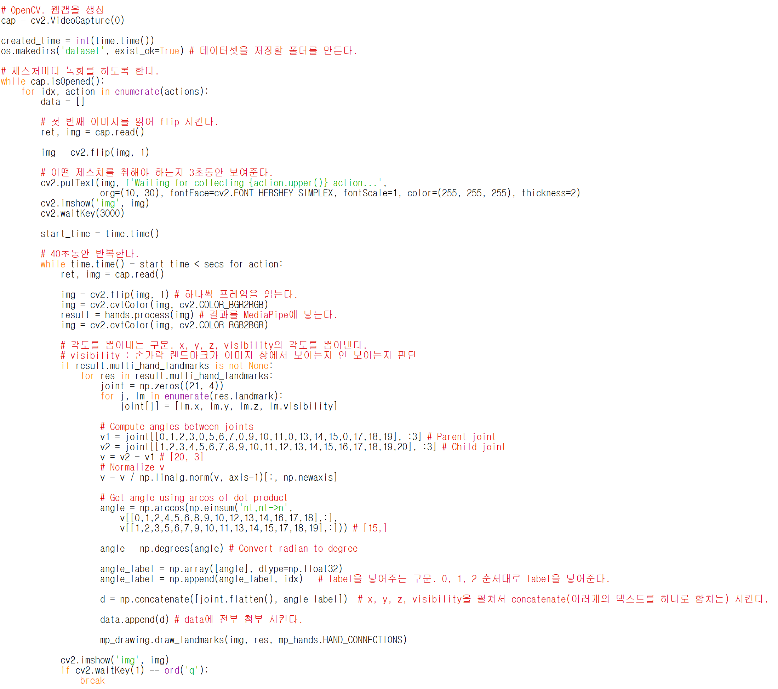 # OpenCV. 웹캠을 생성
cap = cv2.VideoCapture(0)
created_time = int(time.time())
os.makedirs('dataset', exist_ok=True) # 데이터셋을 저장할 폴더를 만든다.
# 제스처마다 녹화를 하도록 한다.
while cap.isOpened():
for idx, action in enumerate(actions):
data = []
# 첫 번째 이미지를 읽어 flip 시킨다.
ret, img = cap.read()
img = cv2.flip(img, 1)
# 어떤 제스처를 취해야 하는지 3초동안 보여준다.
cv2.putText(img, f'Waiting for collecting {action.upper()} action...',
org=(10, 30), fontFace=cv2.FONT_HERSHEY_SIMPLEX, fontScale=1, color=(255, 255, 255), thickness=2)
cv2.imshow('img', img)
cv2.waitKey(3000)
start_time = time.time()
# 40초동안 반복한다.
while time.time() - start_time < secs_for_action:
ret, img = cap.read()
img = cv2.flip(img, 1) # 하나씩 프레임을 읽는다.
img = cv2.cvtColor(img, cv2.COLOR_BGR2RGB)
result = hands.process(img) # 결과를 MediaPipe에 넣는다.
img = cv2.cvtColor(img, cv2.COLOR_RGB2BGR)
# 각도를 뽑아내는 구문. x, y, z, visibility의 각도를 뽑아낸다.
# visibility : 손가락 랜드마크가 이미지 상에서 보이는지 안 보이는지 판단
if result.multi_hand_landmarks is not None:
for res in result.multi_hand_landmarks:
joint = np.zeros((21, 4))
for j, lm in enumerate(res.landmark):
joint[j] = [lm.x, lm.y, lm.z, lm.visibility]
# Compute angles between joints
v1 = joint[[0,1,2,3,0,5,6,7,0,9,10,11,0,13,14,15,0,17,18,19], :3] # Parent joint
v2 = joint[[1,2,3,4,5,6,7,8,9,10,11,12,13,14,15,16,17,18,19,20], :3] # Child joint
v = v2 - v1 # [20, 3]
# Normalize v
v = v / np.linalg.norm(v, axis=1)[:, np.newaxis]
# Get angle using arcos of dot product
angle = np.arccos(np.einsum('nt,nt->n',
v[[0,1,2,4,5,6,8,9,10,12,13,14,16,17,18],:],
v[[1,2,3,5,6,7,9,10,11,13,14,15,17,18,19],:])) # [15,]
angle = np.degrees(angle) # Convert radian to degree
angle_label = np.array([angle], dtype=np.float32)
angle_label = np.append(angle_label, idx) # label을 넣어주는 구문. 0, 1, 2 순서대로 label을 넣어준다.
d = np.concatenate([joint.flatten(), angle_label]) # x, y, z, visibility을 펼쳐서 concatenate(여러개의 텍스트를 하나로 합치는) 시킨다.
data.append(d) # data에 전부 첨부 시킨다.
mp_drawing.draw_landmarks(img, res, mp_hands.HAND_CONNECTIONS)
cv2.imshow('img', img)
if cv2.waitKey(1) == ord('q'):
break